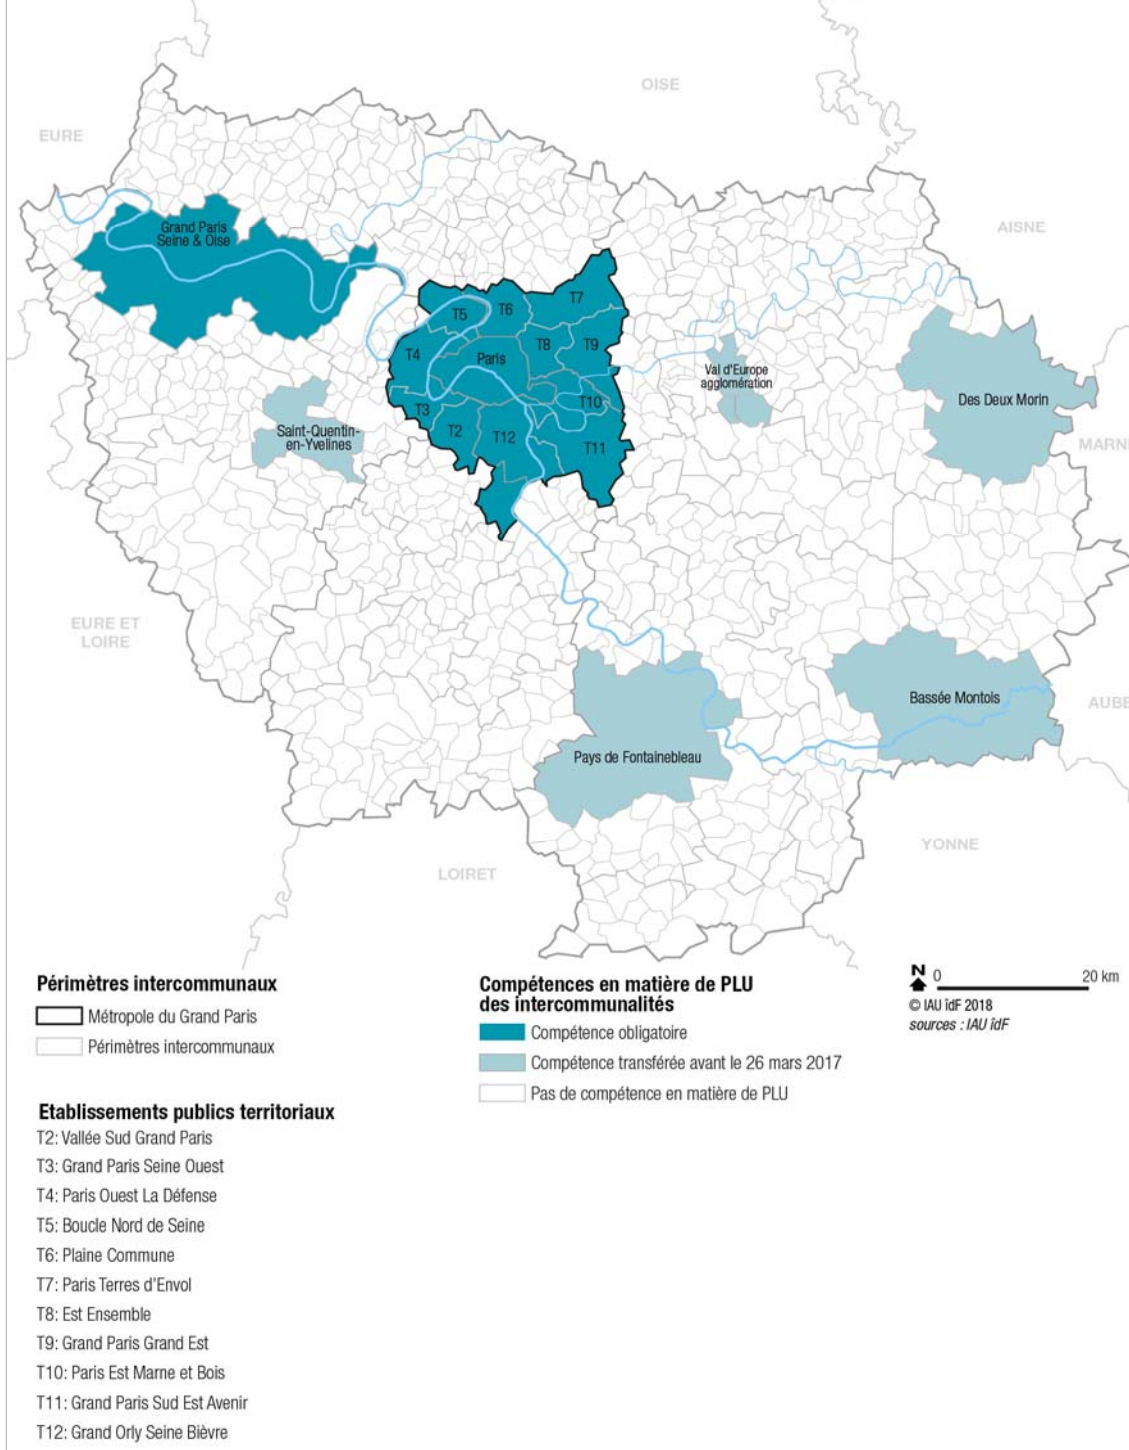 OISE
EURE
AISNE
Grand Paris
Seine & Oise
T7
T6
T5
T8
T9
T4
Paris
Val d'Europe
agglomération
Des Deux Morin
T10
T3
T2
T12
T11
Saint-Quentin-
en-Yvelines
MARNE
EURE ET
LOIRE
Bassée Montois
AUBE
Pays de Fontainebleau
YONNE
LOIRET
Périmètres intercommunaux
Métropole du Grand Paris
Périmètres intercommunaux
Compétences en matière de PLU
des intercommunalités
Compétence obligatoire
Compétence transférée avant le 26 mars 2017
Pas de compétence en matière de PLU
N 0 20 km
© IAU îdF 2018
sources : IAU îdF
Etablissements publics territoriaux
T2: Vallée Sud Grand Paris
T3: Grand Paris Seine Ouest
T4: Paris Ouest La Défense
T5: Boucle Nord de Seine
T6: Plaine Commune
T7: Paris Terres d'Envol
T8: Est Ensemble
T9: Grand Paris Grand Est
T10: Paris Est Marne et Bois
T11: Grand Paris Sud Est Avenir
T12: Grand Orly Seine Bièvre